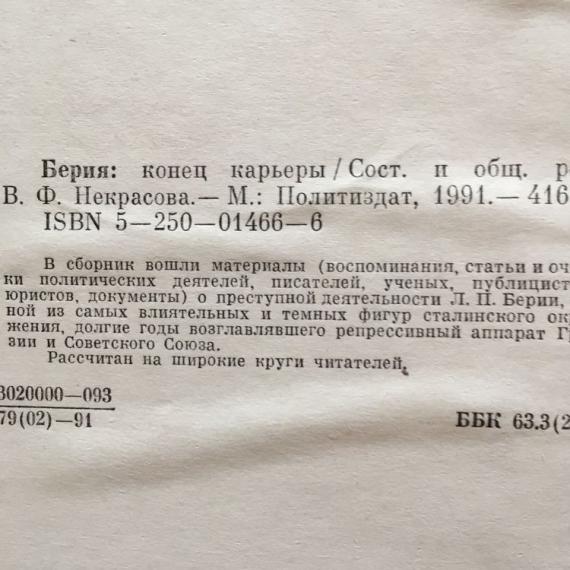 Берия: конец карьеры / Сост. и общ. р
В. Ф. Некрасова.— М.: Политиздат, 1991.— 416
ISBN 5—250—01466—6
В сборник вошли материалы (воспоминания, статьи и оч
ки политических деятелей, писателей, ученых, публицист
юристов, документы) о преступной деятельности Л. П. Берии,
ной из самых влиятельных и темных фигур сталинского ок
жения, долгие годы возглавлявшего репрессивный аппарат Г
зии и Советского Союза.
Рассчитан на широкие круги читателей.
3020000—093
79(02)—91
ББК 63.3(2